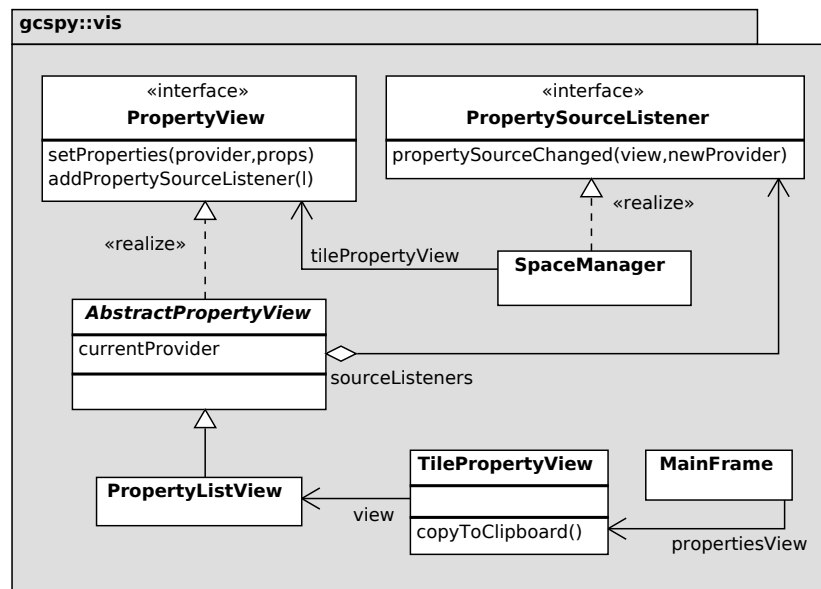 gcspy::vis
«interface»
PropertyView
setProperties(provider,props)
addPropertySourceListener(l)
«interface»
PropertySourceListener
propertySourceChanged(view,newProvider)
«realize»
«realize»
tilePropertyView
SpaceManager
AbstractPropertyView
currentProvider
sourceListeners
PropertyListView
view
TilePropertyView
copyToClipboard()
MainFrame
propertiesView